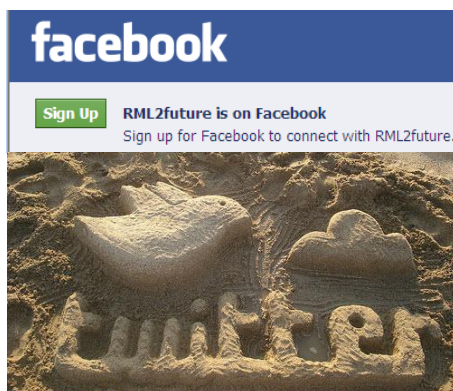 facebook
Sign Up
RML2future is on Facebook
Sign up for Facebook to connect with RML2future.
twitter